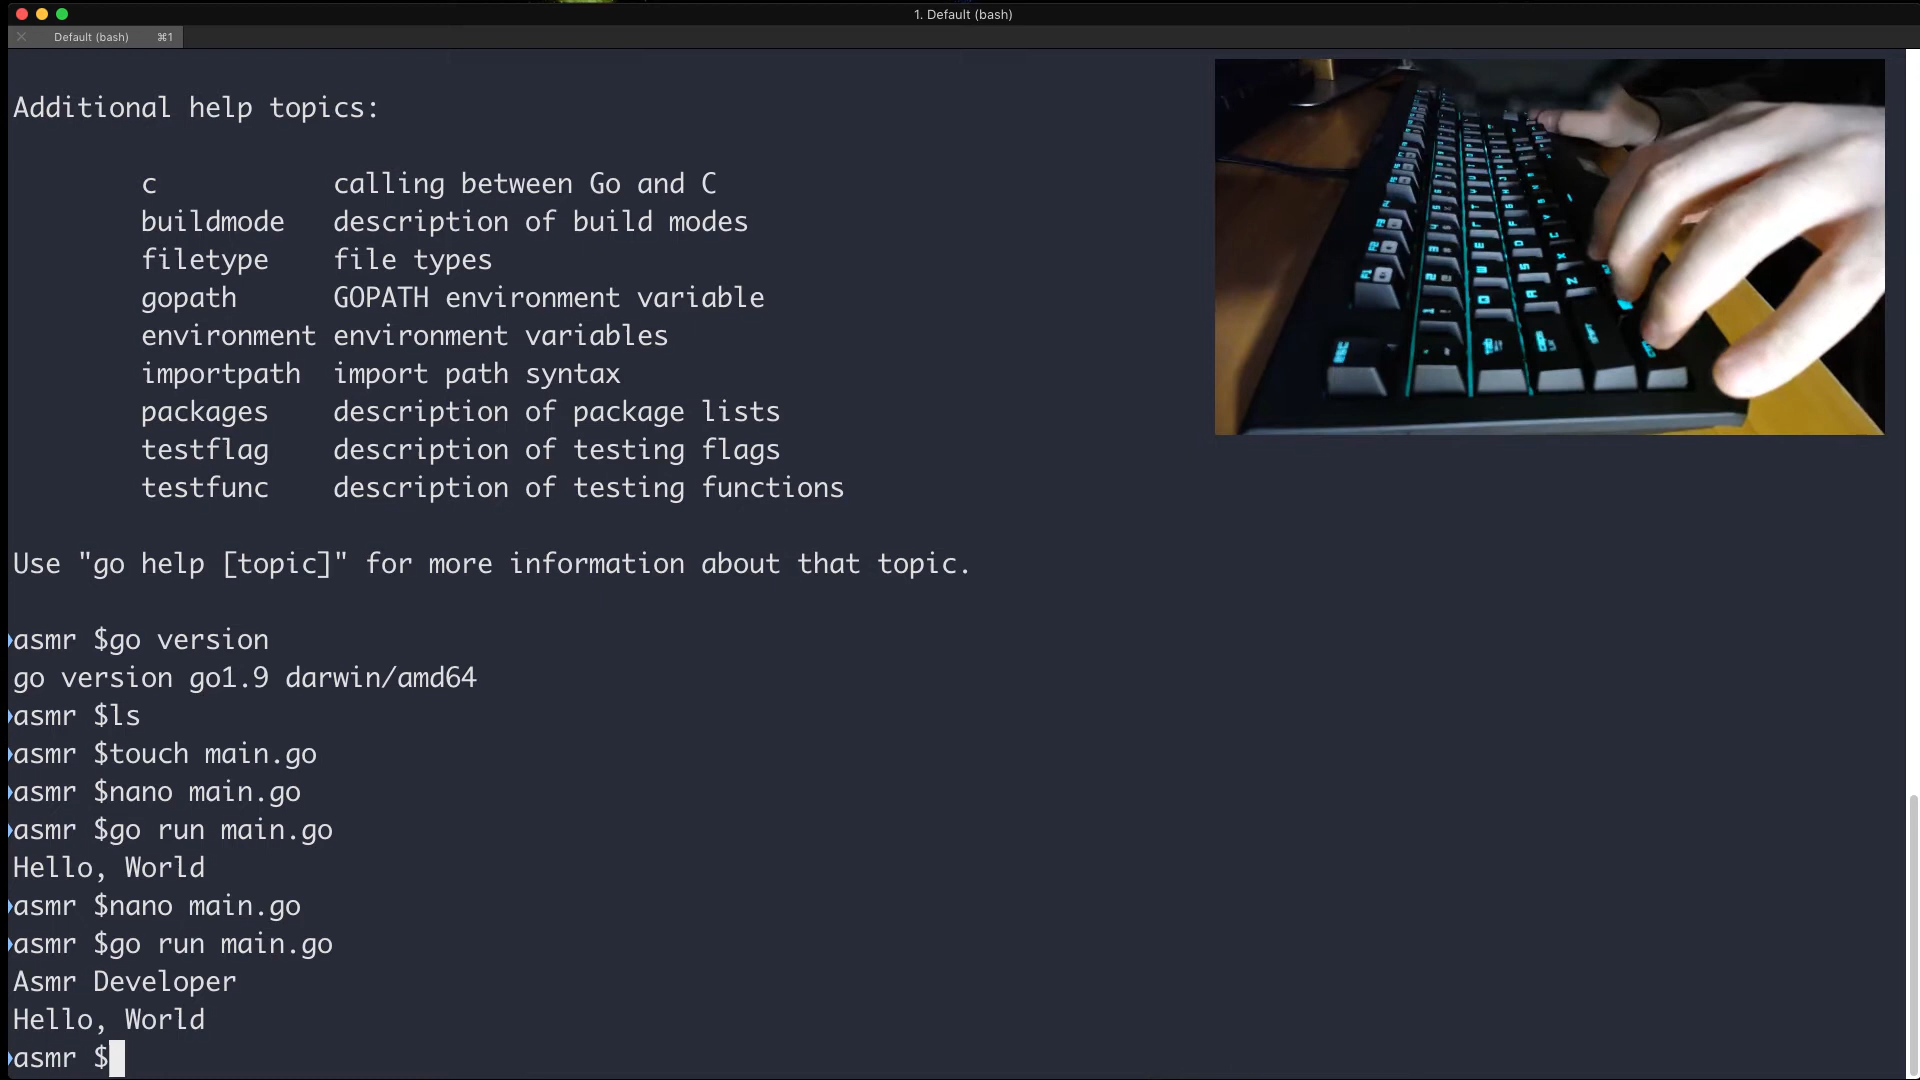 1. Default (bash)
Default (bash) ⌘1
Additional help topics:
c calling between Go and C
buildmode description of build modes
filetype file types
gopath GOPATH environment variable
environment environment variables
importpath import path syntax
packages description of package lists
testflag description of testing flags
testfunc description of testing functions
Use "go help [topic]" for more information about that topic.
asmr $go version
go version go1.9 darwin/amd64
asmr $ls
asmr $touch main.go
asmr $nano main.go
asmr $go run main.go
Hello, World
asmr $nano main.go
asmr $go run main.go
Asmr Developer
Hello, World
asmr $